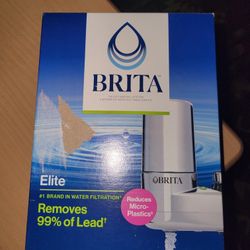 BRITA
Elite
#1 BRAND IN WATER FILTRATION*
Removes
99% of Lead†
Reduces
Micro-
Plastics§
BRITA